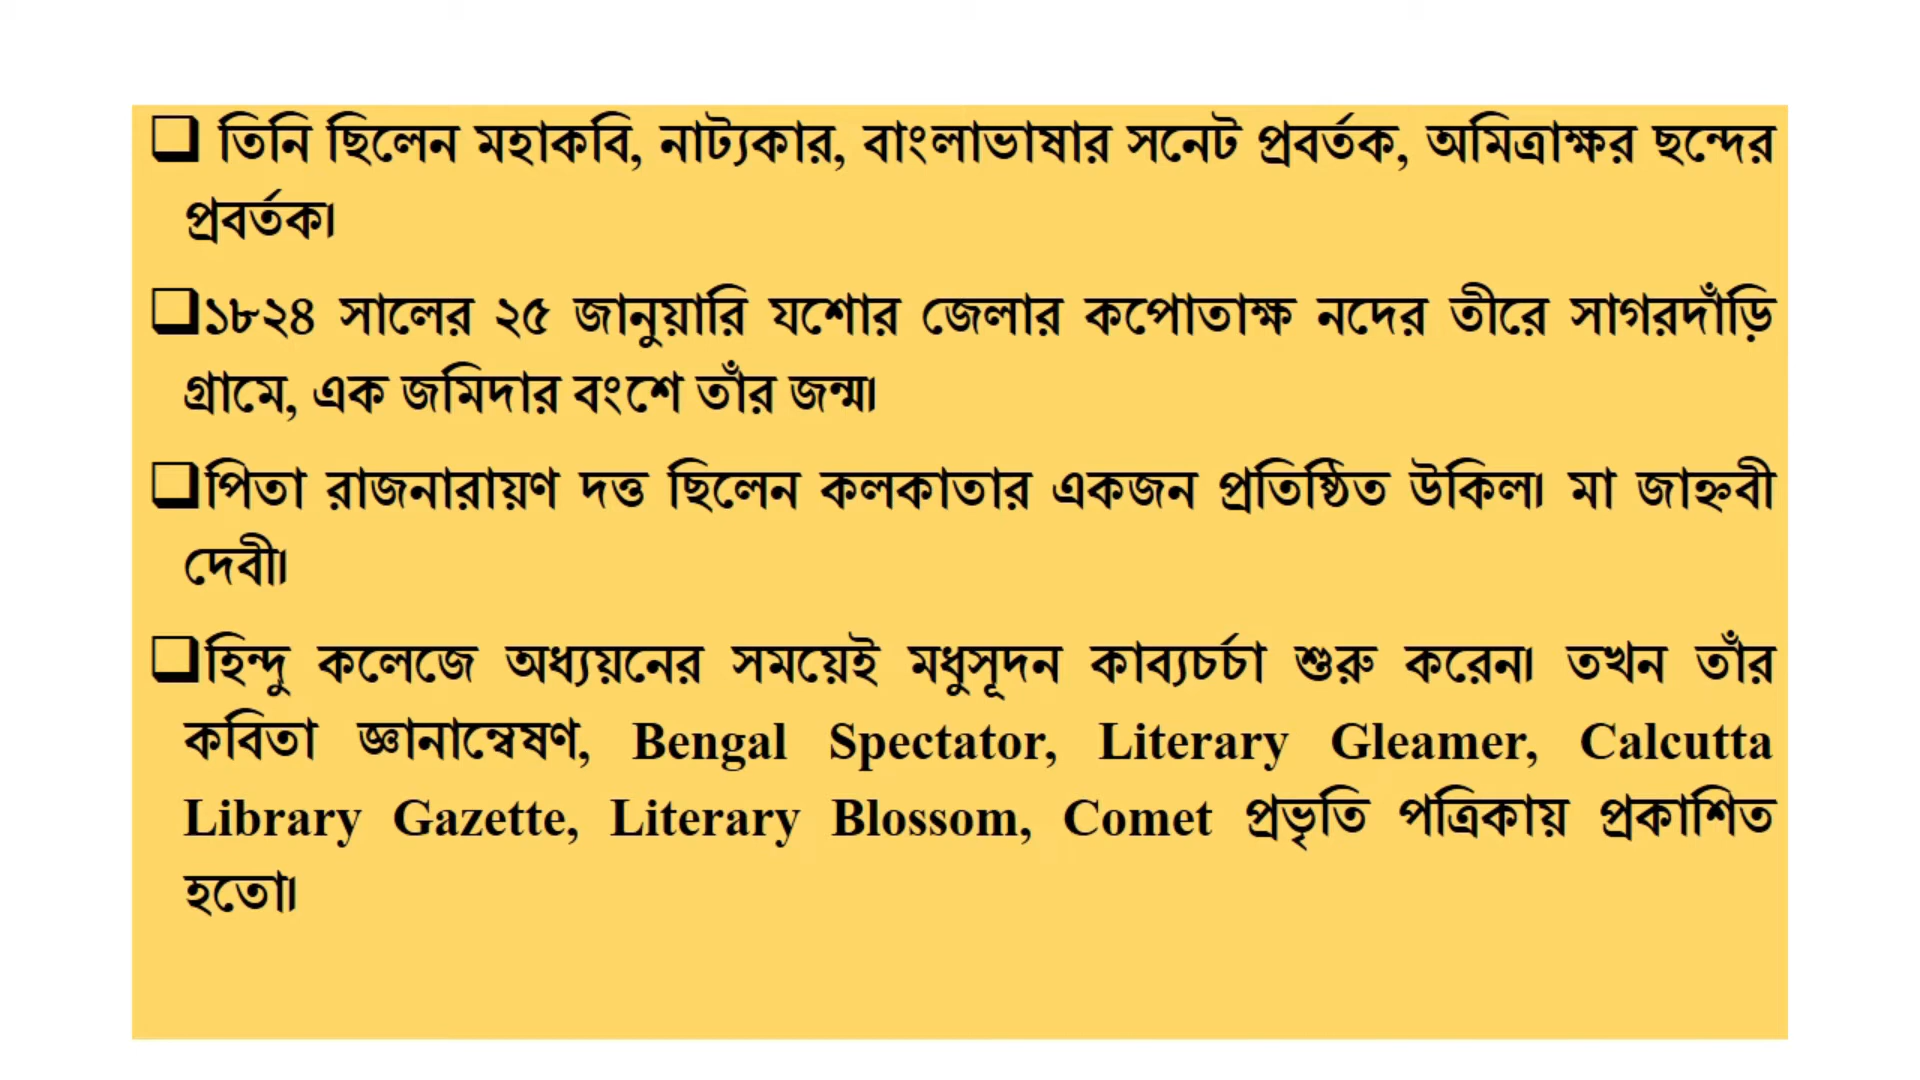 ❑ তিনি ছিলেন মহাকবি, নাট্যকার, বাংলাভাষার সনেট প্রবর্তক, অমিত্রাক্ষর ছন্দের
প্রবর্তক।
❑১৮২৪ সালের ২৫ জানুয়ারি যশোর জেলার কপোতাক্ষ নদের তীরে সাগরদাঁড়ি
গ্রামে, এক জমিদার বংশে তাঁর জন্ম।
❑পিতা রাজনারায়ণ দত্ত ছিলেন কলকাতার একজন প্রতিষ্ঠিত উকিল। মা জাহ্নবী
দেবী।
❑হিন্দু কলেজে অধ্যয়নের সময়েই মধুসূদন কাব্যচর্চা শুরু করেন। তখন তাঁর
কবিতা জ্ঞানান্বেষণ, Bengal Spectator, Literary Gleamer, Calcutta
Library Gazette, Literary Blossom, Comet প্রভৃতি পত্রিকায় প্রকাশিত
হতো।